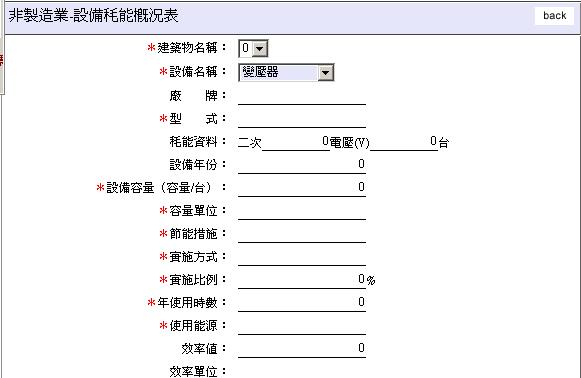 非製造業-設備秏能概況表 back
*建築物名稱： 0
*設備名稱： 變壓器
廠　　牌：
*型　　式：
秏能資料： 二次 0 電壓(V) 0 台
設備年份： 0
*設備容量（容量/台）： 0
*容量單位：
*節能措施：
*實施方式：
*實施比例： 0 %
*年使用時數： 0
*使用能源：
效率值： 0
效率單位：